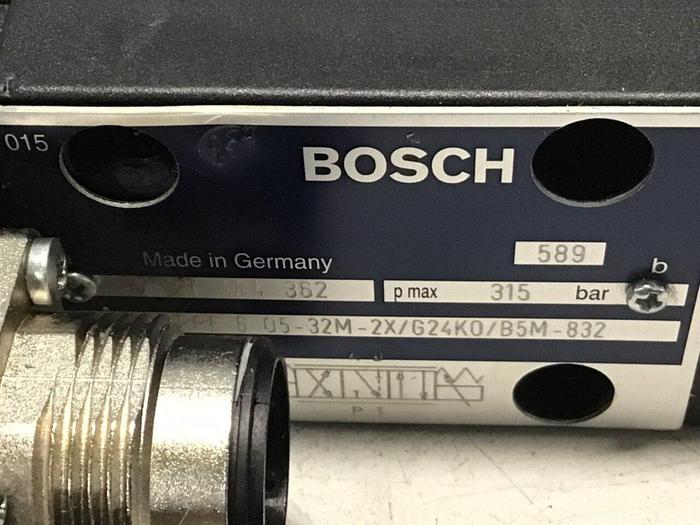 015
BOSCH
Made in Germany
589
b
362
p max 315 bar
6 05-32M-2X/G24K0/B5M-832
P T